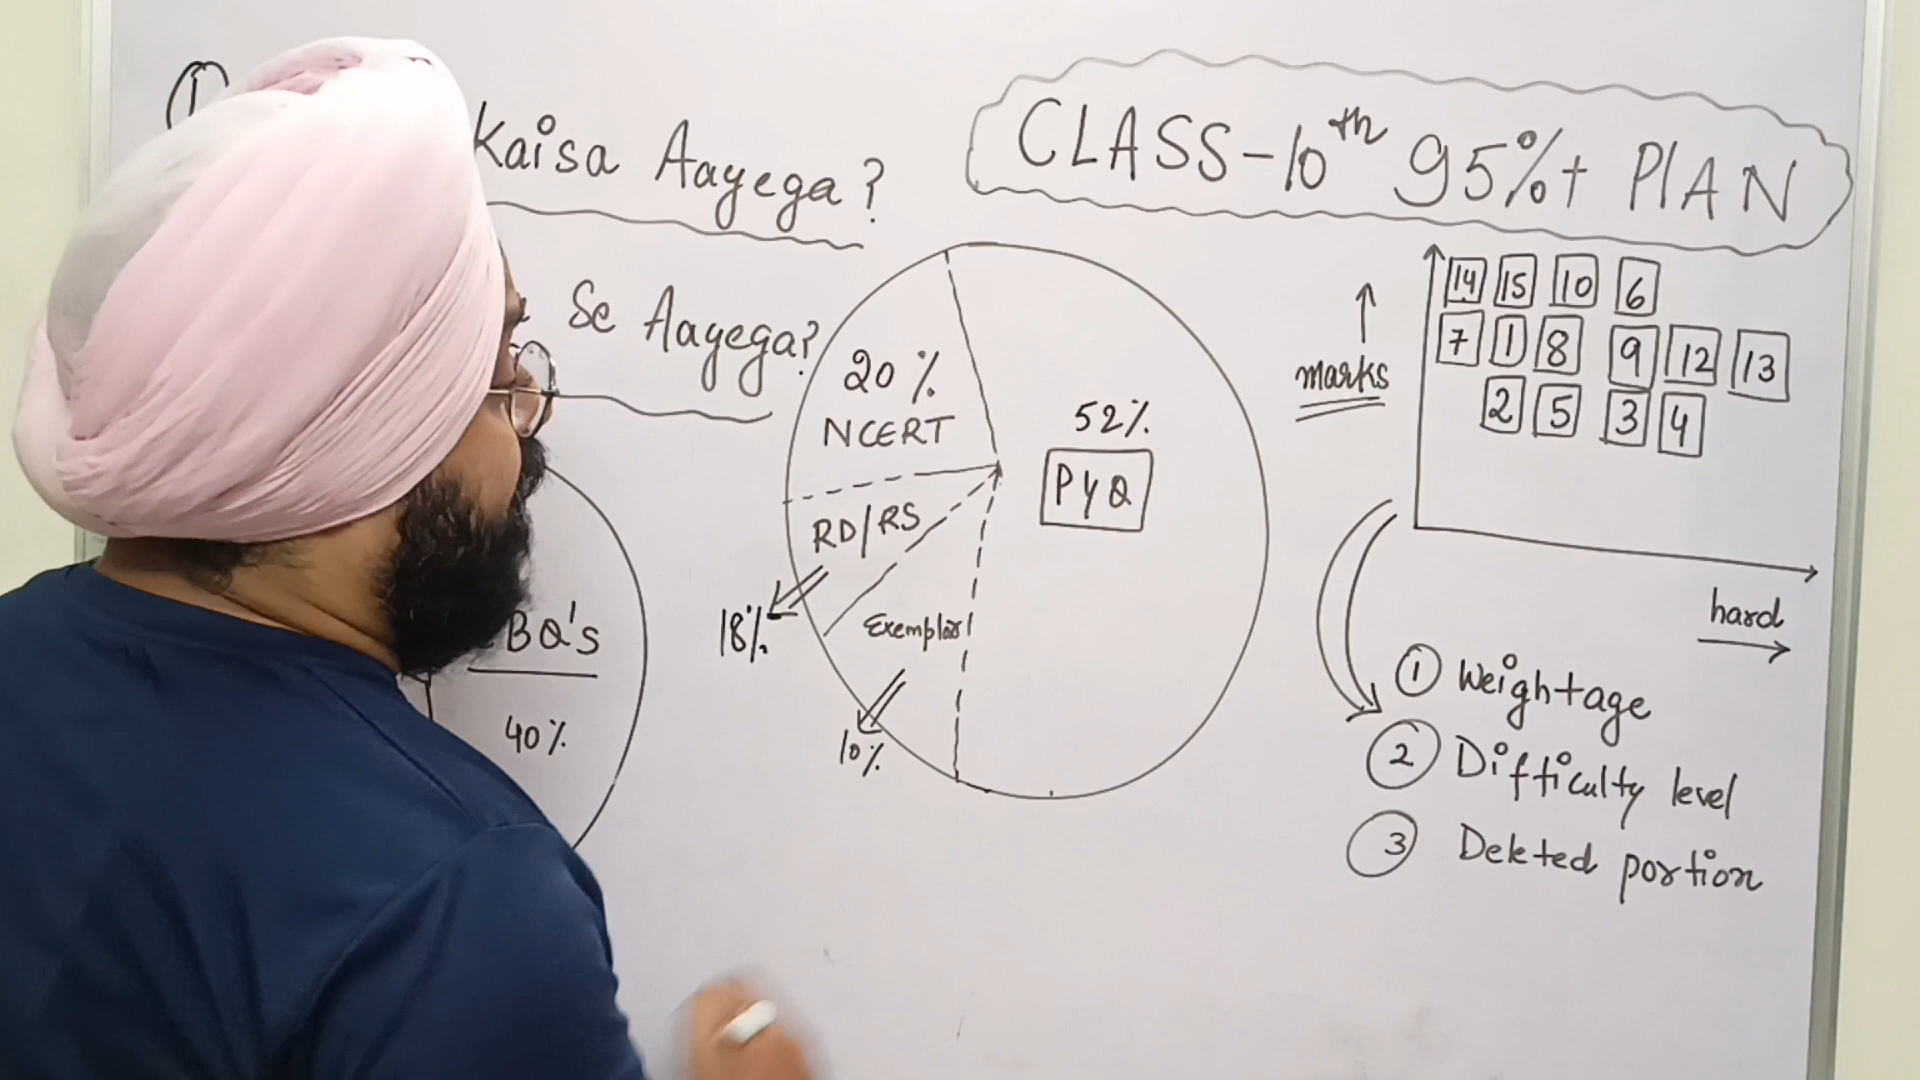 ①
Kaisa Aayega?
Se Aayega?
BQ's
40%
CLASS-10th 95%+ PlAN
20%
NCERT
52%
PYQ
RD/RS
18%
Exemplar
10%
↑
marks
14 15 10 6
7 1 8 9 12 13
2 5 3 4
hard
① Weightage
② Difficulty level
③ Deleted portion